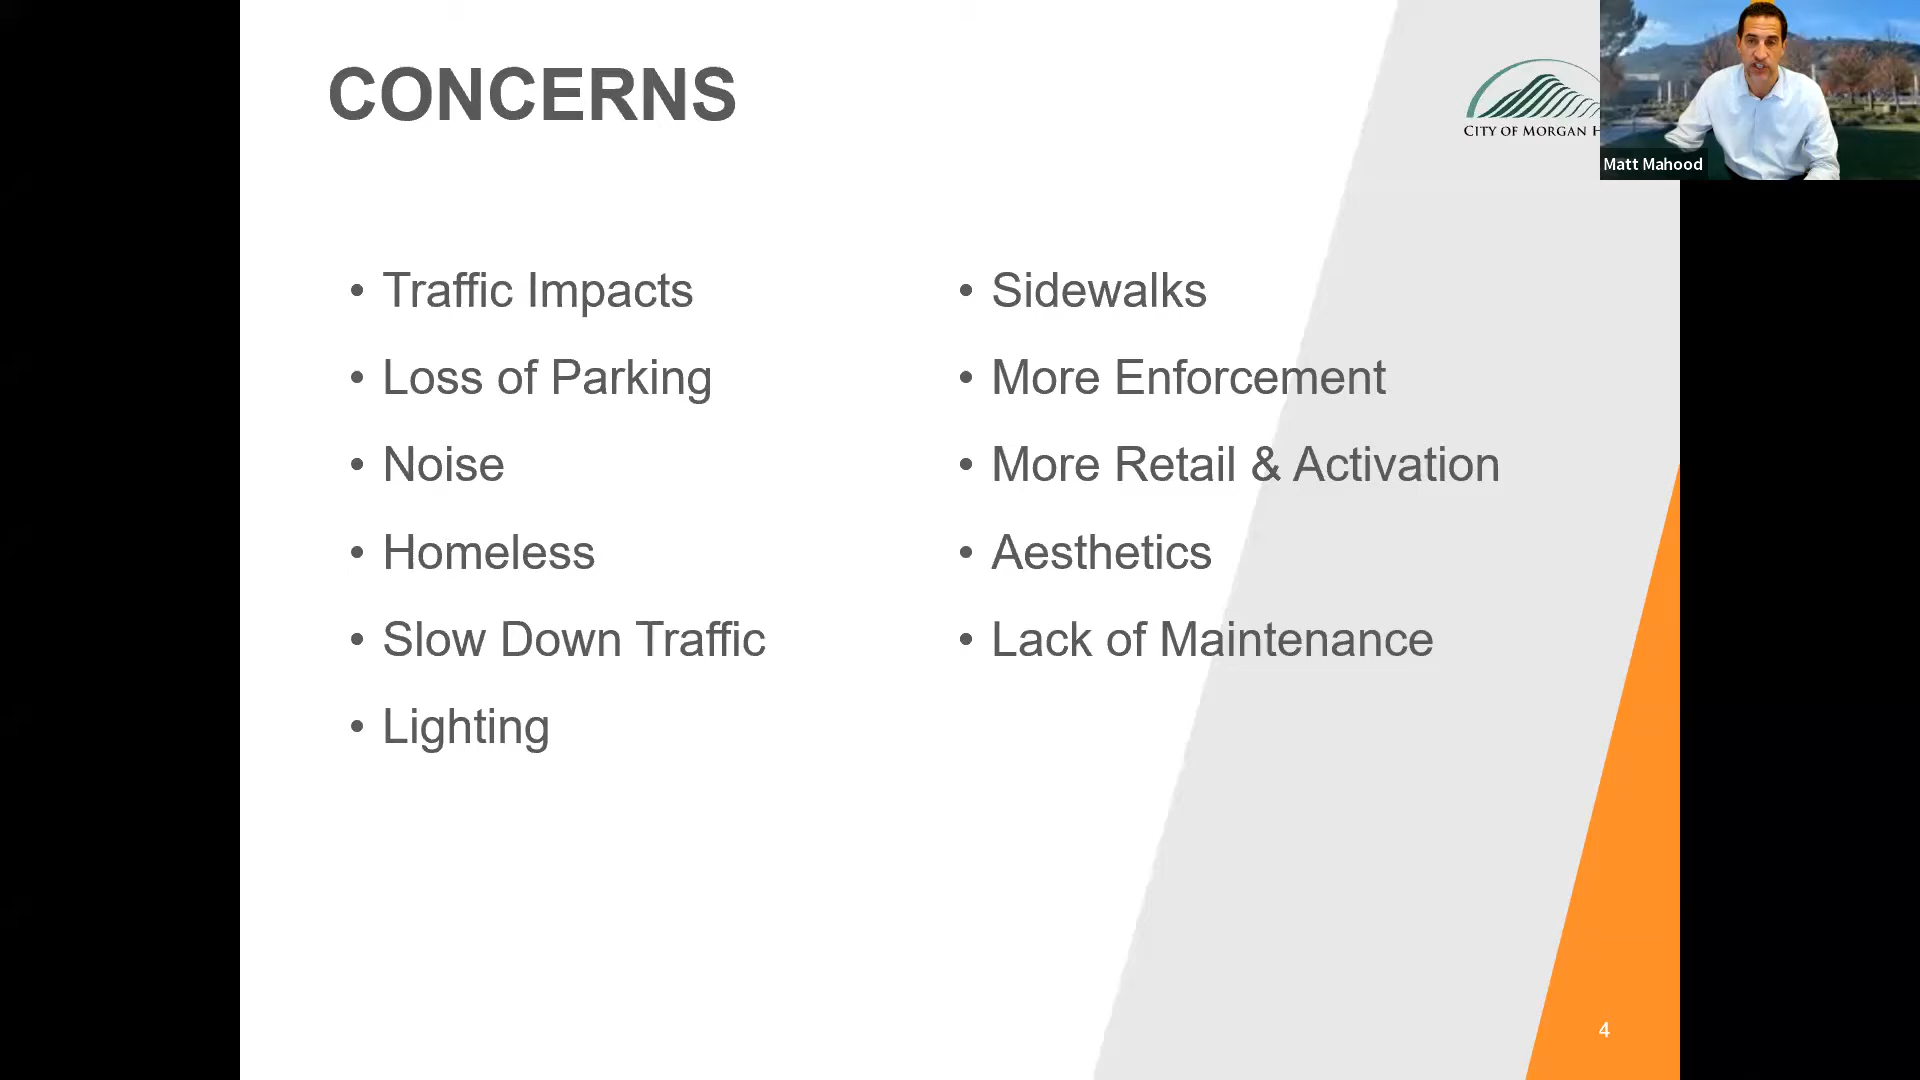 CONCERNS
CITY OF MORGAN H
Matt Mahood
• Traffic Impacts
• Loss of Parking
• Noise
• Homeless
• Slow Down Traffic
• Lighting
• Sidewalks
• More Enforcement
• More Retail & Activation
• Aesthetics
• Lack of Maintenance
4